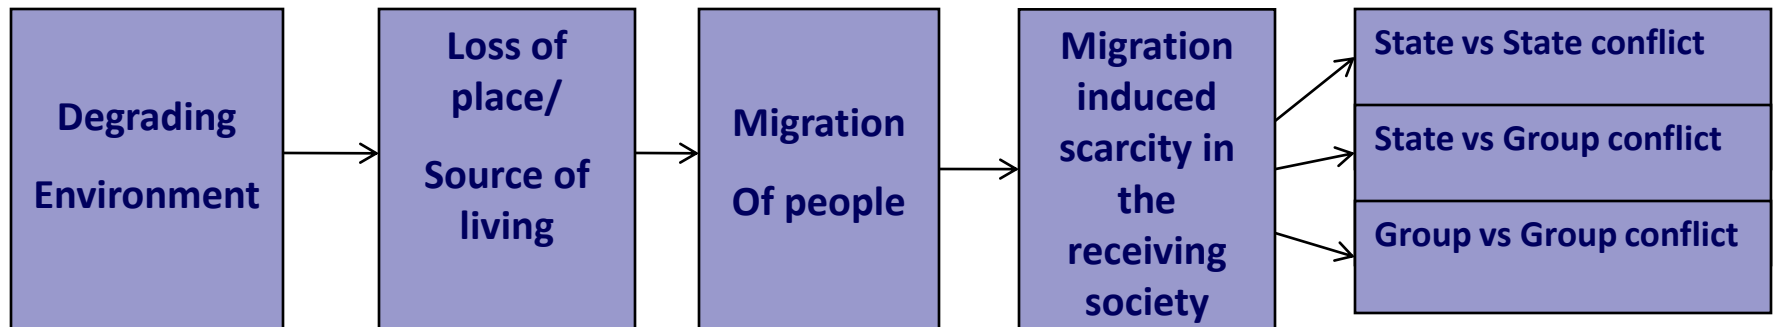 Degrading
Environment
Loss of
place/
Source of
living
Migration
Of people
Migration
induced
scarcity in
the
receiving
society
State vs State conflict
State vs Group conflict
Group vs Group conflict